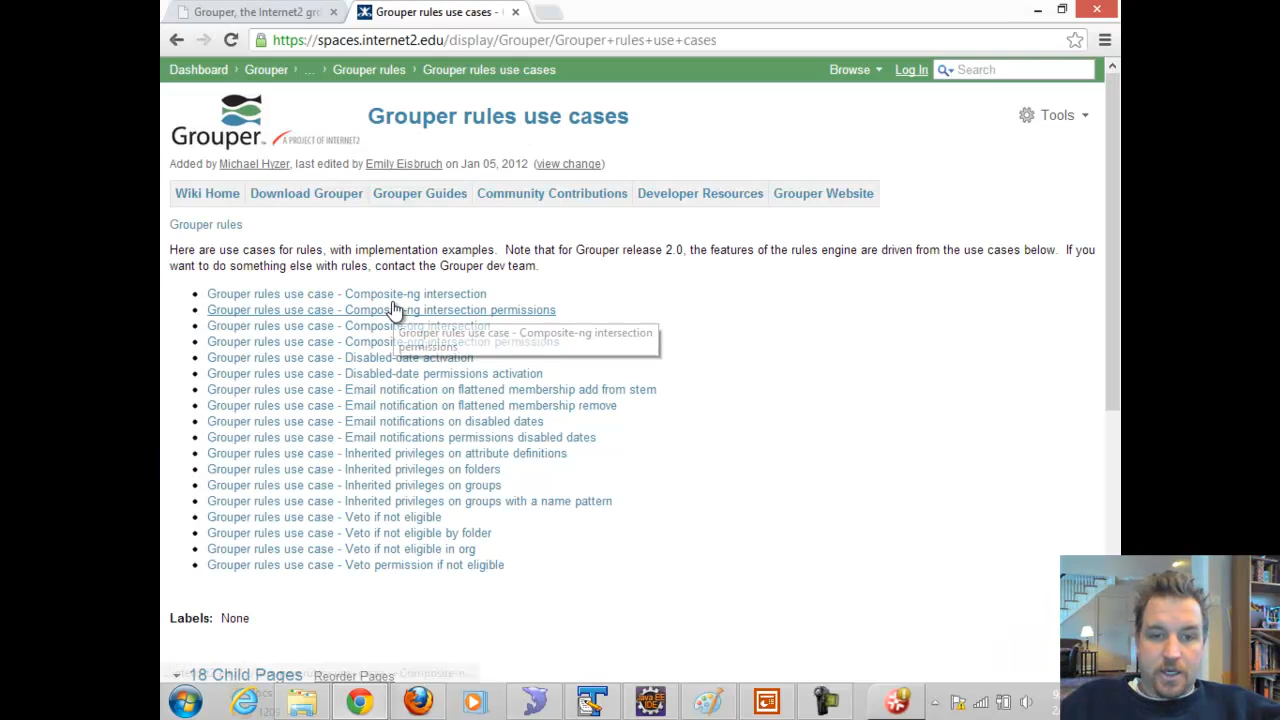 Grouper, the Internet2 gr
Grouper rules use cases -
https://spaces.internet2.edu/display/Grouper/Grouper+rules+use+cases
Dashboard > Grouper > ... > Grouper rules > Grouper rules use cases
Browse Log In Search
Grouper
A PROJECT OF INTERNET2
Grouper rules use cases
Tools
Added by Michael Hyzer, last edited by Emily Eisbruch on Jan 05, 2012 (view change)
Wiki Home Download Grouper Grouper Guides Community Contributions Developer Resources Grouper Website
Grouper rules
Here are use cases for rules, with implementation examples. Note that for Grouper release 2.0, the features of the rules engine are driven from the use cases below. If you
want to do something else with rules, contact the Grouper dev team.
Grouper rules use case - Composite-ng intersection
Grouper rules use case - Composite-ng intersection permissions
Grouper rules use case - Composite-org intersection
Grouper rules use case - Composite-org intersection permissions
Grouper rules use case - Composite-ng intersection
permissions
Grouper rules use case - Disabled-date activation
Grouper rules use case - Disabled-date permissions activation
Grouper rules use case - Email notification on flattened membership add from stem
Grouper rules use case - Email notification on flattened membership remove
Grouper rules use case - Email notifications on disabled dates
Grouper rules use case - Email notifications permissions disabled dates
Grouper rules use case - Inherited privileges on attribute definitions
Grouper rules use case - Inherited privileges on folders
Grouper rules use case - Inherited privileges on groups
Grouper rules use case - Inherited privileges on groups with a name pattern
Grouper rules use case - Veto if not eligible
Grouper rules use case - Veto if not eligible by folder
Grouper rules use case - Veto if not eligible in org
Grouper rules use case - Veto permission if not eligible
Labels: None
18 Child Pages Reorder Pages